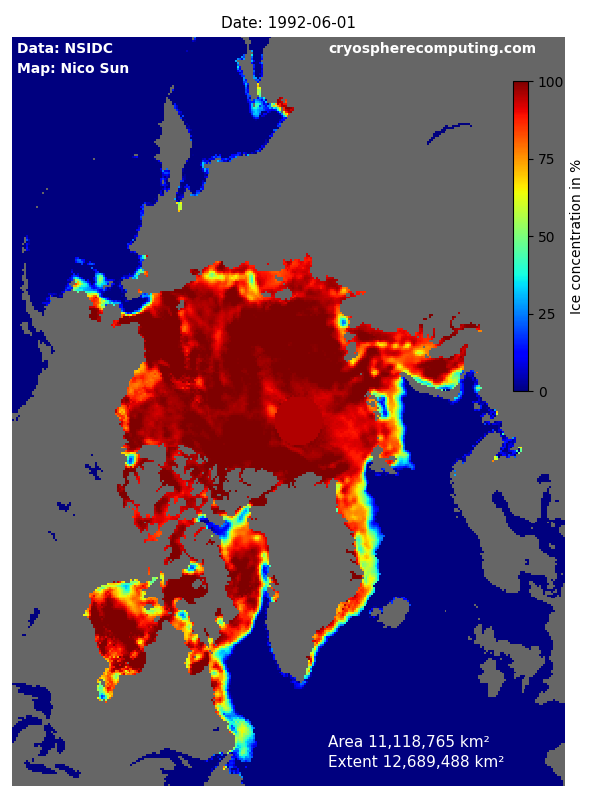 Date: 1992-06-01
Data: NSIDC
Map: Nico Sun
cryospherecomputing.com
100
75
50
25
0
Ice concentration in %
Area 11,118,765 km²
Extent 12,689,488 km²